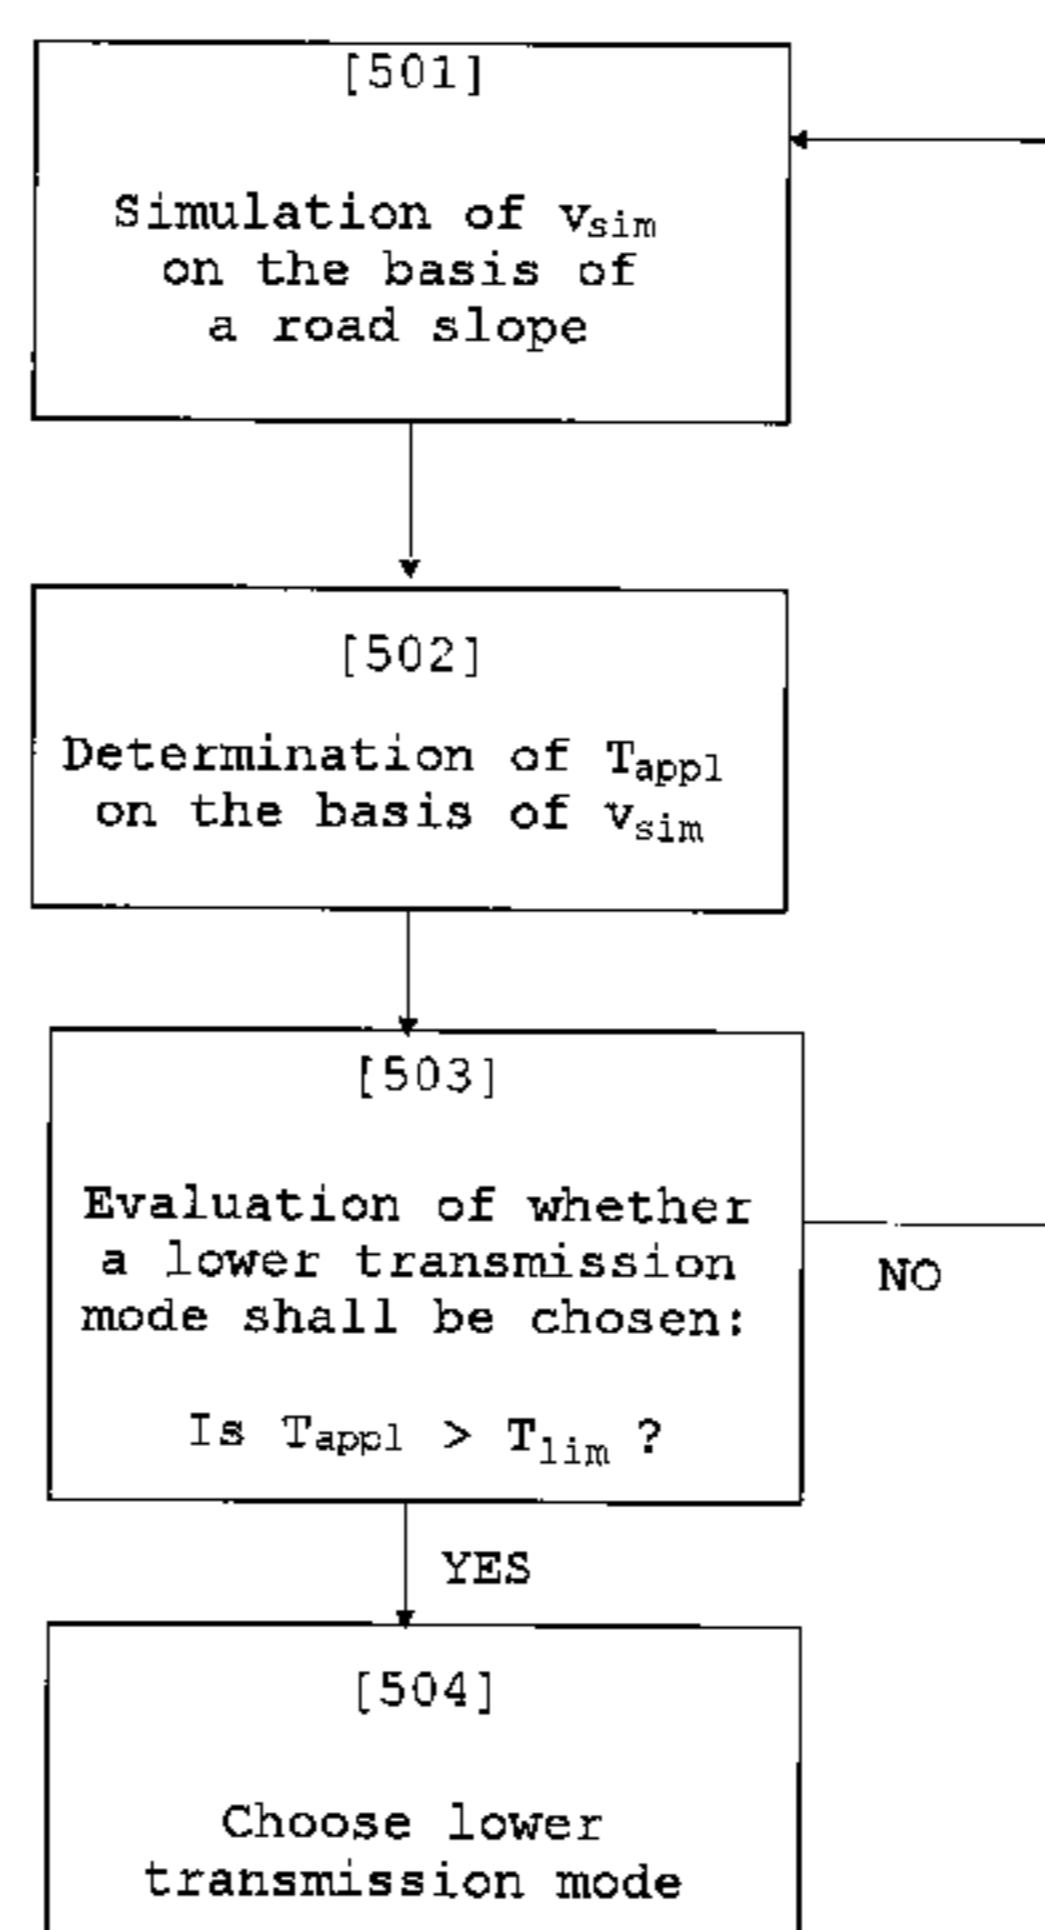 [501]
Simulation of vsim
on the basis of
a road slope
[502]
Determination of Tappl
on the basis of vsim
[503]
Evaluation of whether
a lower transmission
mode shall be chosen:
Is Tappl > Tlim ?
NO
YES
[504]
Choose lower
transmission mode